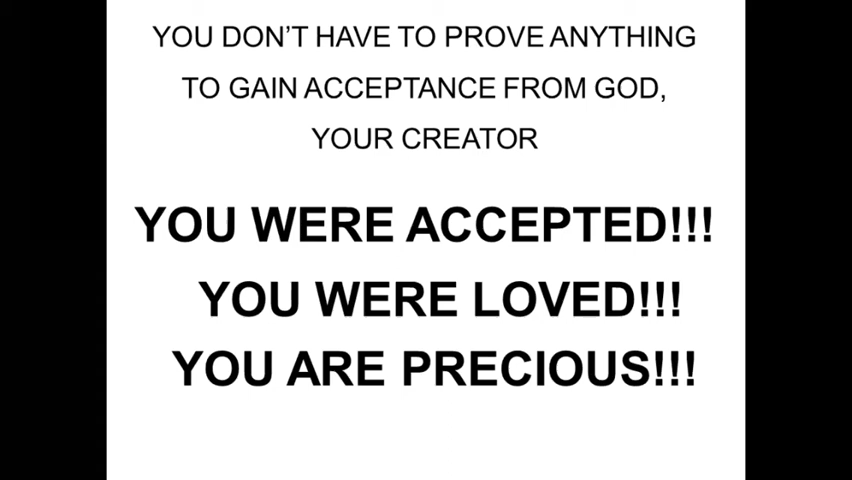 YOU DON'T HAVE TO PROVE ANYTHING
TO GAIN ACCEPTANCE FROM GOD,
YOUR CREATOR
YOU WERE ACCEPTED!!!
YOU WERE LOVED!!!
YOU ARE PRECIOUS!!!